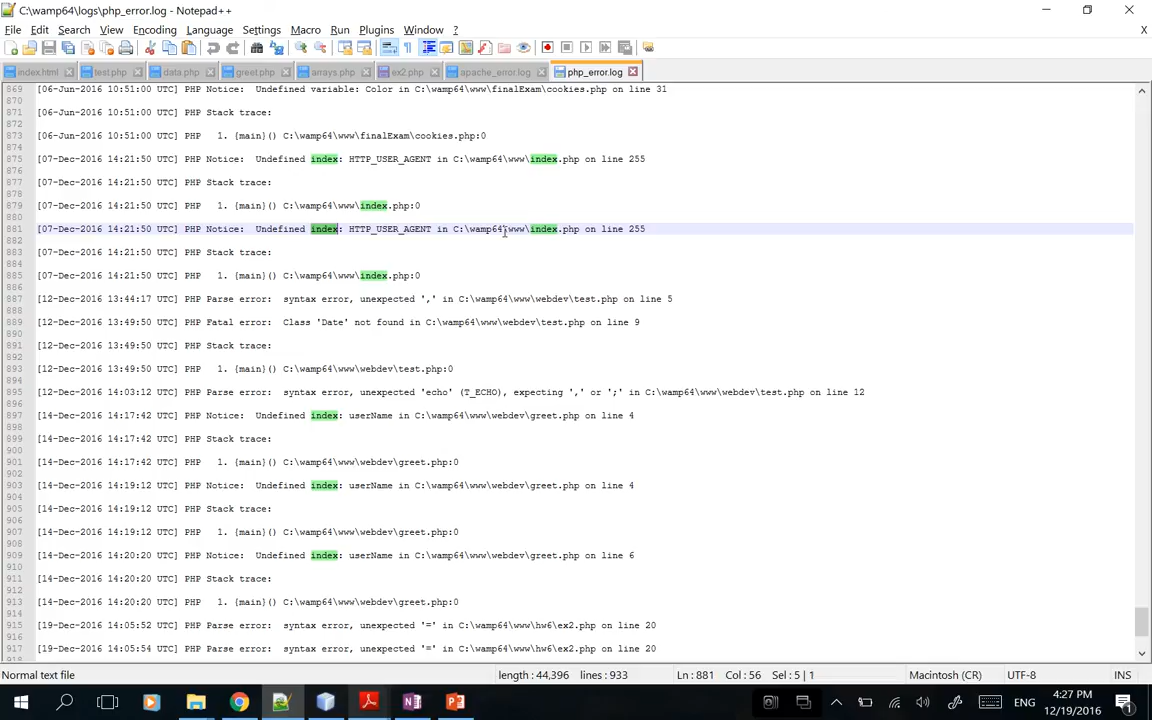 C:\wamp64\logs\php_error.log - Notepad++
File Edit Search View Encoding Language Settings Macro Run Plugins Window ? X
index.html test.php data.php greet.php arrays.php ex2.php apache_error.log php_error.log
869 [06-Jun-2016 10:51:00 UTC] PHP Notice:  Undefined variable: Color in C:\wamp64\www\finalExam\cookies.php on line 31
870
871 [06-Jun-2016 10:51:00 UTC] PHP Stack trace:
872
873 [06-Jun-2016 10:51:00 UTC] PHP   1. {main}() C:\wamp64\www\finalExam\cookies.php:0
874
875 [07-Dec-2016 14:21:50 UTC] PHP Notice:  Undefined index: HTTP_USER_AGENT in C:\wamp64\www\index.php on line 255
876
877 [07-Dec-2016 14:21:50 UTC] PHP Stack trace:
878
879 [07-Dec-2016 14:21:50 UTC] PHP   1. {main}() C:\wamp64\www\index.php:0
880
881 [07-Dec-2016 14:21:50 UTC] PHP Notice:  Undefined index: HTTP_USER_AGENT in C:\wamp64\www\index.php on line 255
882
883 [07-Dec-2016 14:21:50 UTC] PHP Stack trace:
884
885 [07-Dec-2016 14:21:50 UTC] PHP   1. {main}() C:\wamp64\www\index.php:0
886
887 [12-Dec-2016 13:44:17 UTC] PHP Parse error:  syntax error, unexpected ',' in C:\wamp64\www\webdev\test.php on line 5
888
889 [12-Dec-2016 13:49:50 UTC] PHP Fatal error:  Class 'Date' not found in C:\wamp64\www\webdev\test.php on line 9
890
891 [12-Dec-2016 13:49:50 UTC] PHP Stack trace:
892
893 [12-Dec-2016 13:49:50 UTC] PHP   1. {main}() C:\wamp64\www\webdev\test.php:0
894
895 [12-Dec-2016 14:03:12 UTC] PHP Parse error:  syntax error, unexpected 'echo' (T_ECHO), expecting ',' or ';' in C:\wamp64\www\webdev\test.php on line 12
896
897 [14-Dec-2016 14:17:42 UTC] PHP Notice:  Undefined index: userName in C:\wamp64\www\webdev\greet.php on line 4
898
899 [14-Dec-2016 14:17:42 UTC] PHP Stack trace:
900
901 [14-Dec-2016 14:17:42 UTC] PHP   1. {main}() C:\wamp64\www\webdev\greet.php:0
902
903 [14-Dec-2016 14:19:12 UTC] PHP Notice:  Undefined index: userName in C:\wamp64\www\webdev\greet.php on line 4
904
905 [14-Dec-2016 14:19:12 UTC] PHP Stack trace:
906
907 [14-Dec-2016 14:19:12 UTC] PHP   1. {main}() C:\wamp64\www\webdev\greet.php:0
908
909 [14-Dec-2016 14:20:20 UTC] PHP Notice:  Undefined index: userName in C:\wamp64\www\webdev\greet.php on line 6
910
911 [14-Dec-2016 14:20:20 UTC] PHP Stack trace:
912
913 [14-Dec-2016 14:20:20 UTC] PHP   1. {main}() C:\wamp64\www\webdev\greet.php:0
914
915 [19-Dec-2016 14:05:52 UTC] PHP Parse error:  syntax error, unexpected '=' in C:\wamp64\www\hw6\ex2.php on line 20
916
917 [19-Dec-2016 14:05:54 UTC] PHP Parse error:  syntax error, unexpected '=' in C:\wamp64\www\hw6\ex2.php on line 20
918
Normal text file length : 44,396 lines : 933 Ln : 881 Col : 56 Sel : 5 | 1 Macintosh (CR) UTF-8 INS
ENG 4:27 PM
12/19/2016 1